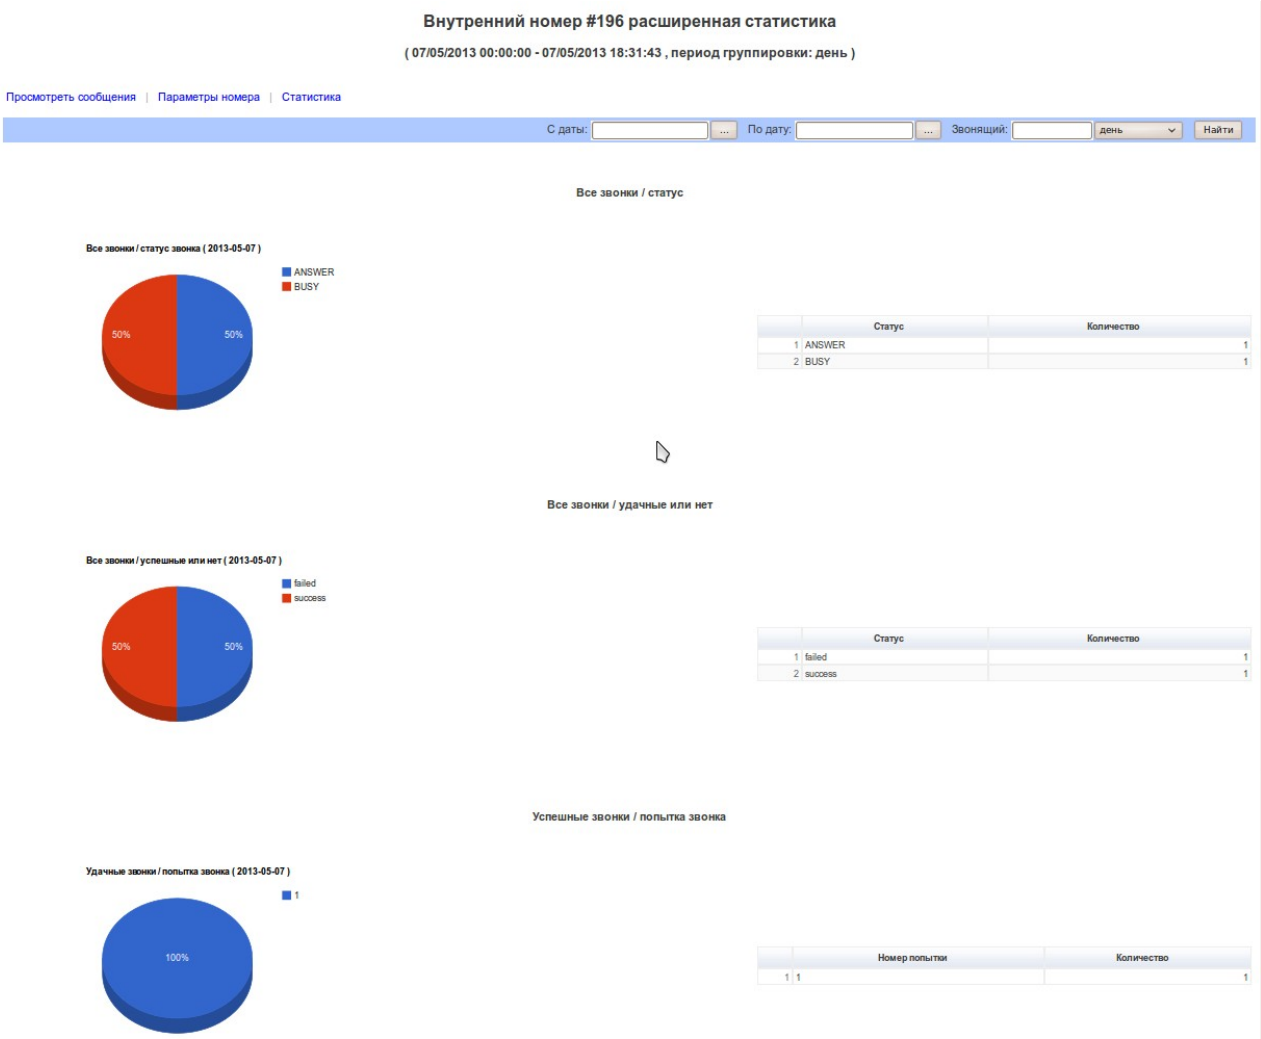 Внутренний номер #196 расширенная статистика
( 07/05/2013 00:00:00 - 07/05/2013 18:31:43 , период группировки: день )
Просмотреть сообщения | Параметры номера | Статистика
С даты: ... По дату: ... Звонящий: день Найти
Все звонки / статус
Все звонки / статус звонка ( 2013-05-07 )
ANSWER
BUSY
50% 50%
Статус Количество
1 ANSWER 1
2 BUSY 1
Все звонки / удачные или нет
Все звонки / успешные или нет ( 2013-05-07 )
failed
success
50% 50%
Статус Количество
1 failed 1
2 success 1
Успешные звонки / попытка звонка
Удачные звонки / попытка звонка ( 2013-05-07 )
1
100%
Номер попытки Количество
1 1 1